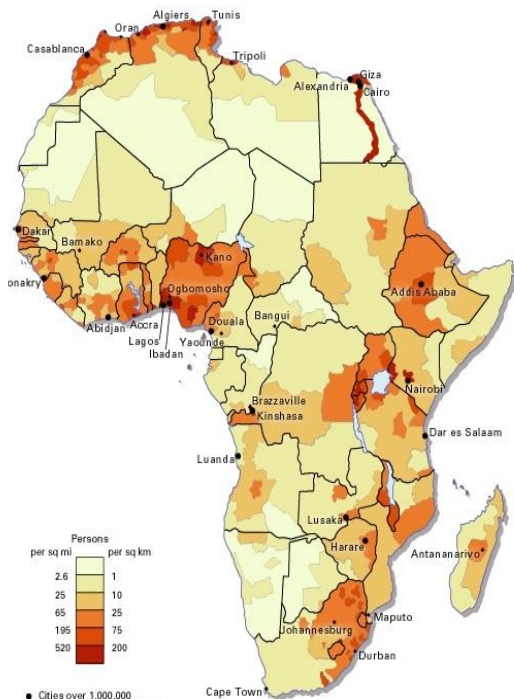 Algiers
Tunis
Oran
Casablanca
Tripoli
Giza
Alexandria
Cairo
Dakar
Bamako
Kano
onakry
Ogbomosho
Addis Ababa
Abidjan
Accra
Douala
Bangui
Lagos
Yaounde
Ibadan
Nairobi
Brazzaville
Kinshasa
Dar es Salaam
Luanda
Lusaka
Harare
Antananarivo
Persons
per sq mi per sq km
2.6 1
25 10
65 25
195 75
520 200
Maputo
Johannesburg
Durban
Cape Town
Cities over 1,000,000